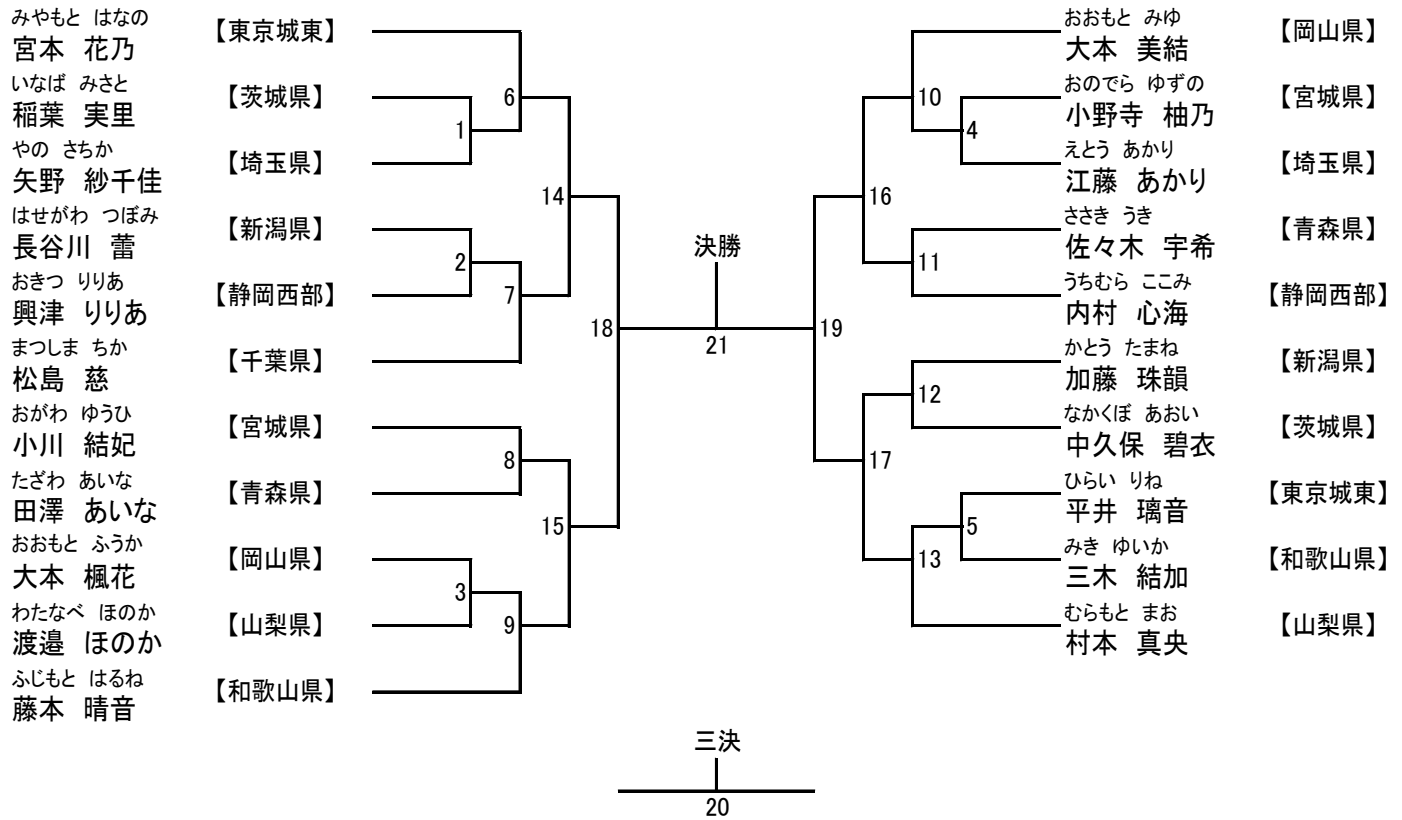 みやもと はなの
宮本 花乃
【東京城東】
いなば みさと
稲葉 実里
【茨城県】
やの さちか
矢野 紗千佳
【埼玉県】
はせがわ つぼみ
長谷川 蕾
【新潟県】
おきつ りりあ
興津 りりあ
【静岡西部】
まつしま ちか
松島 慈
【千葉県】
おがわ ゆうひ
小川 結妃
【宮城県】
たざわ あいな
田澤 あいな
【青森県】
おおもと ふうか
大本 楓花
【岡山県】
わたなべ ほのか
渡邉 ほのか
【山梨県】
ふじもと はるね
藤本 晴音
【和歌山県】
1
2
3
6
7
8
9
14
15
18
決勝
21
三決
20
19
16
17
10
11
12
13
4
5
おおもと みゆ
大本 美結
【岡山県】
おのでら ゆずの
小野寺 柚乃
【宮城県】
えとう あかり
江藤 あかり
【埼玉県】
ささき うき
佐々木 宇希
【青森県】
うちむら ここみ
内村 心海
【静岡西部】
かとう たまね
加藤 珠韻
【新潟県】
なかくぼ あおい
中久保 碧衣
【茨城県】
ひらい りね
平井 璃音
【東京城東】
みき ゆいか
三木 結加
【和歌山県】
むらもと まお
村本 真央
【山梨県】